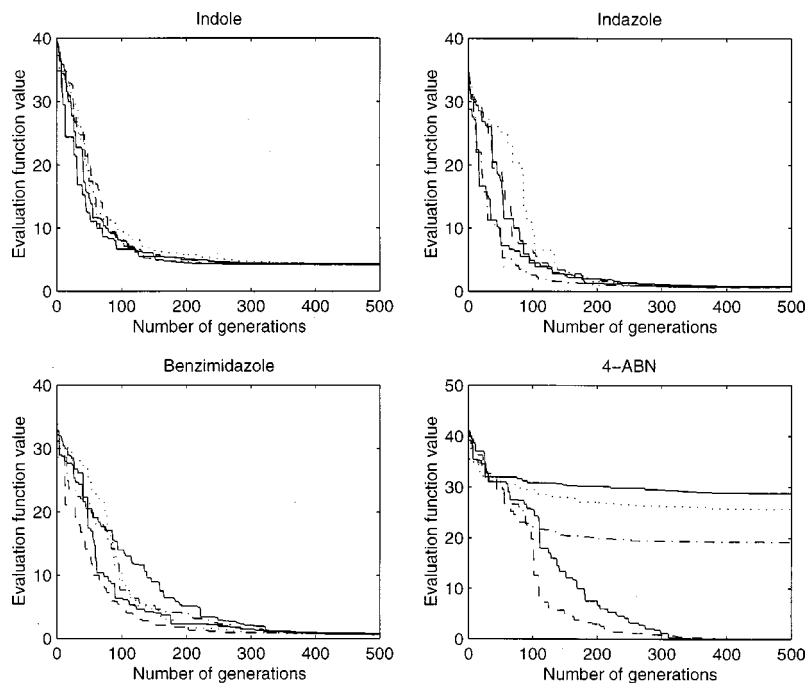 Indole
Evaluation function value
40
30
20
10
0
0 100 200 300 400 500
Number of generations
Indazole
Evaluation function value
40
30
20
10
0
0 100 200 300 400 500
Number of generations
Benzimidazole
Evaluation function value
40
30
20
10
0
0 100 200 300 400 500
Number of generations
4-ABN
Evaluation function value
50
40
30
20
10
0
0 100 200 300 400 500
Number of generations